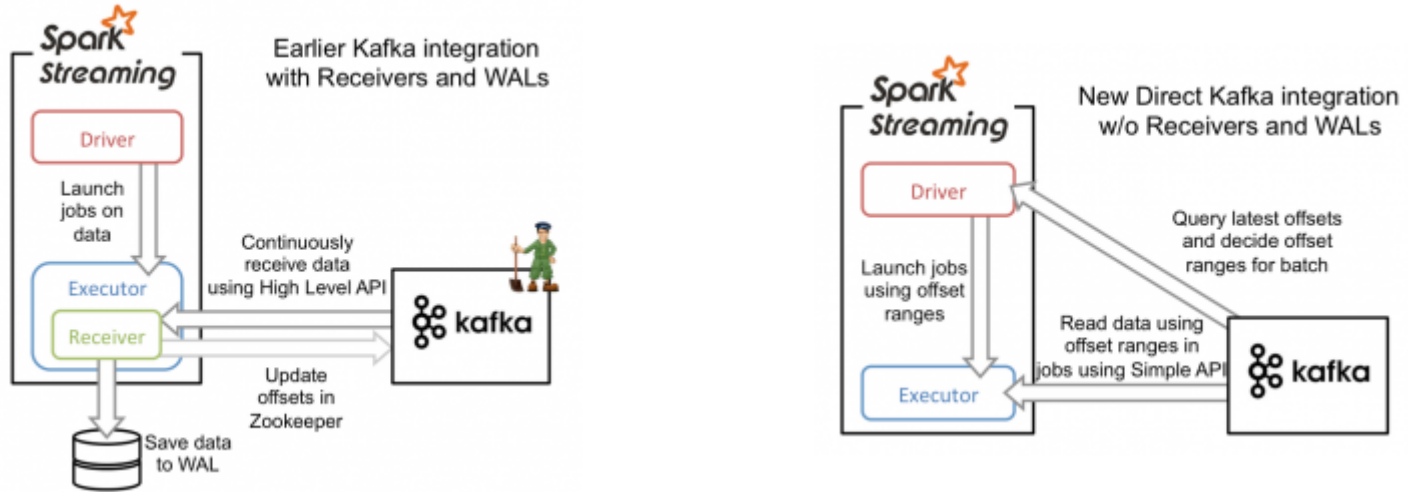 Spark
Streaming
Earlier Kafka integration
with Receivers and WALs
Driver
Launch
jobs on
data
Continuously
receive data
using High Level API
Executor
Receiver
kafka
Update
offsets in
Zookeeper
Save data
to WAL
Spark
Streaming
New Direct Kafka integration
w/o Receivers and WALs
Driver
Query latest offsets
and decide offset
ranges for batch
Launch jobs
using offset
ranges
Read data using
offset ranges in
jobs using Simple API
kafka
Executor